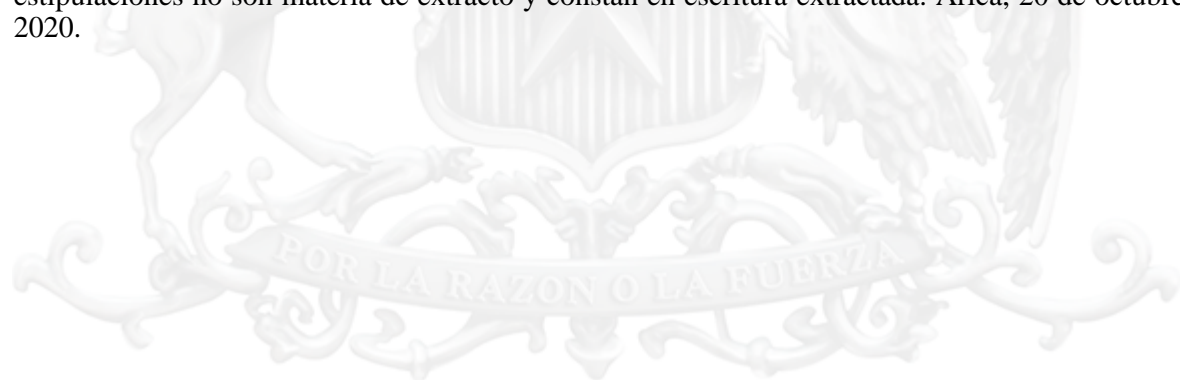 estipulaciones no son materia de extracto y constan en escritura extractada. Arica, 20 de octubre
2020.
POR LA RAZON O LA FUERZA